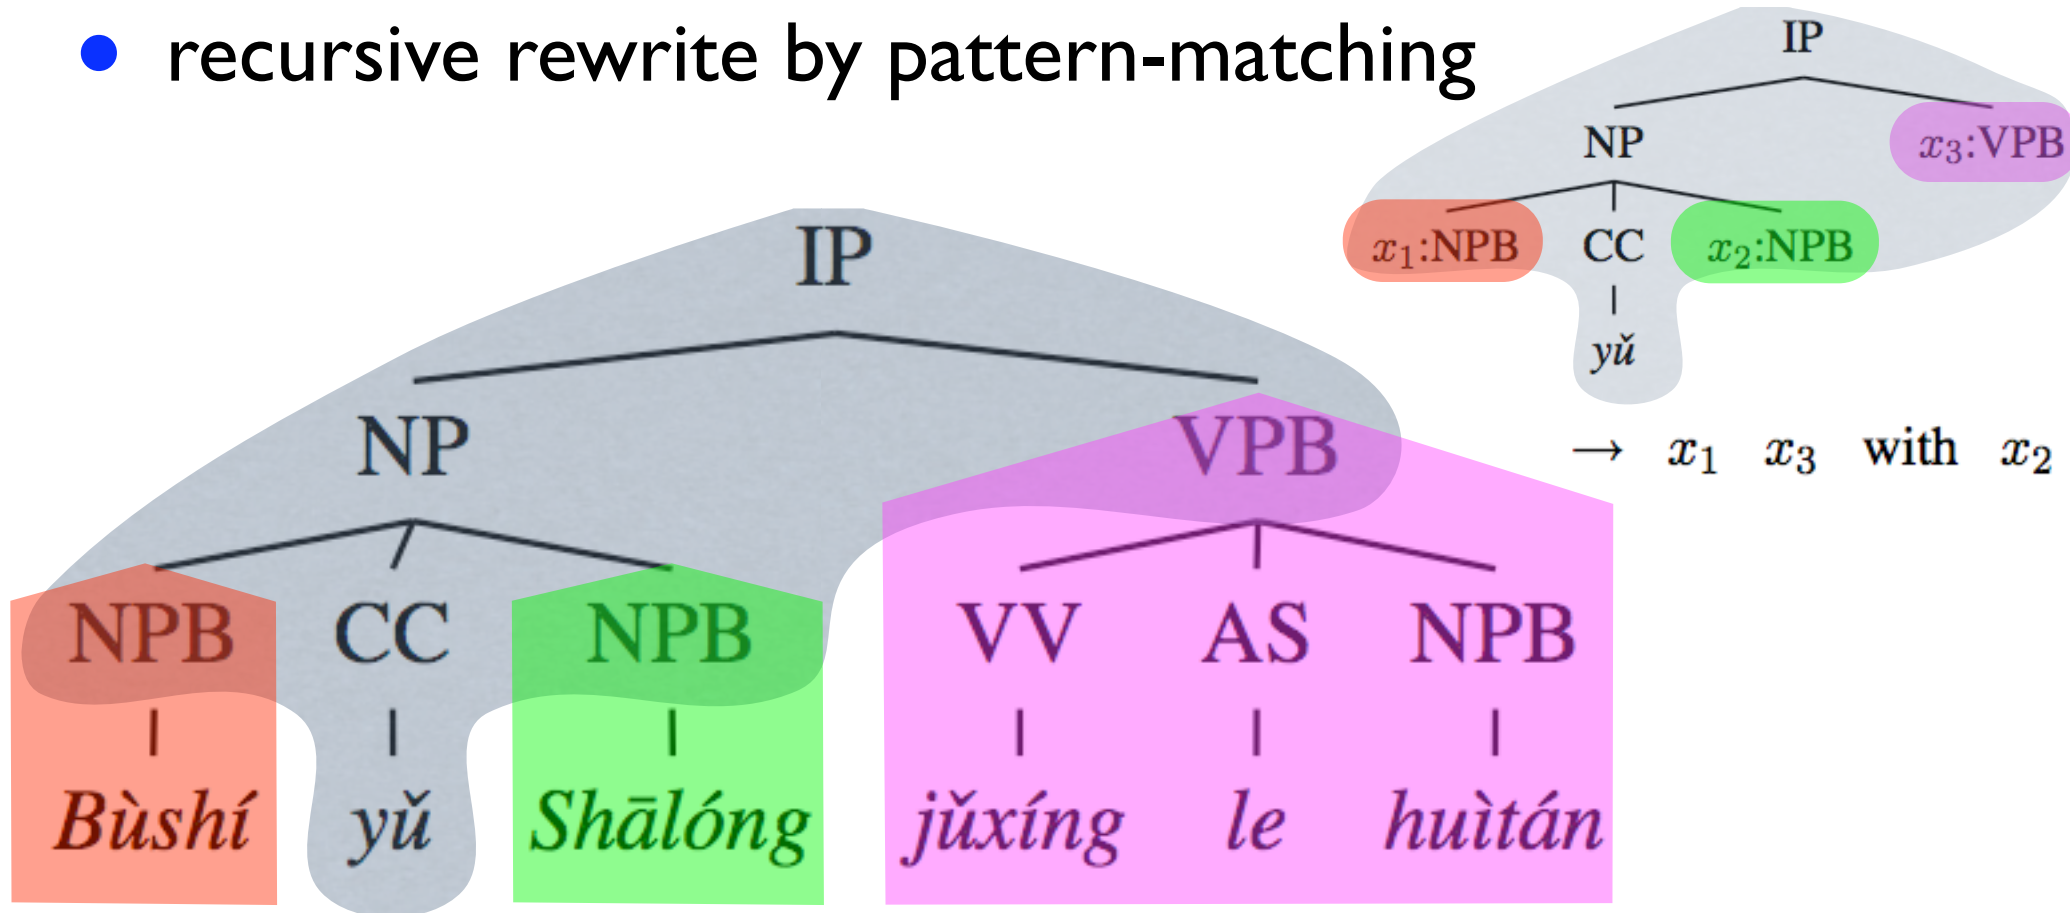 • recursive rewrite by pattern-matching
IP
NP x₃:VPB
x₁:NPB CC x₂:NPB
yǔ
→ x₁ x₃ with x₂
IP
NP VPB
NPB CC NPB VV AS NPB
Bùshí yǔ Shālóng jǔxíng le huìtán